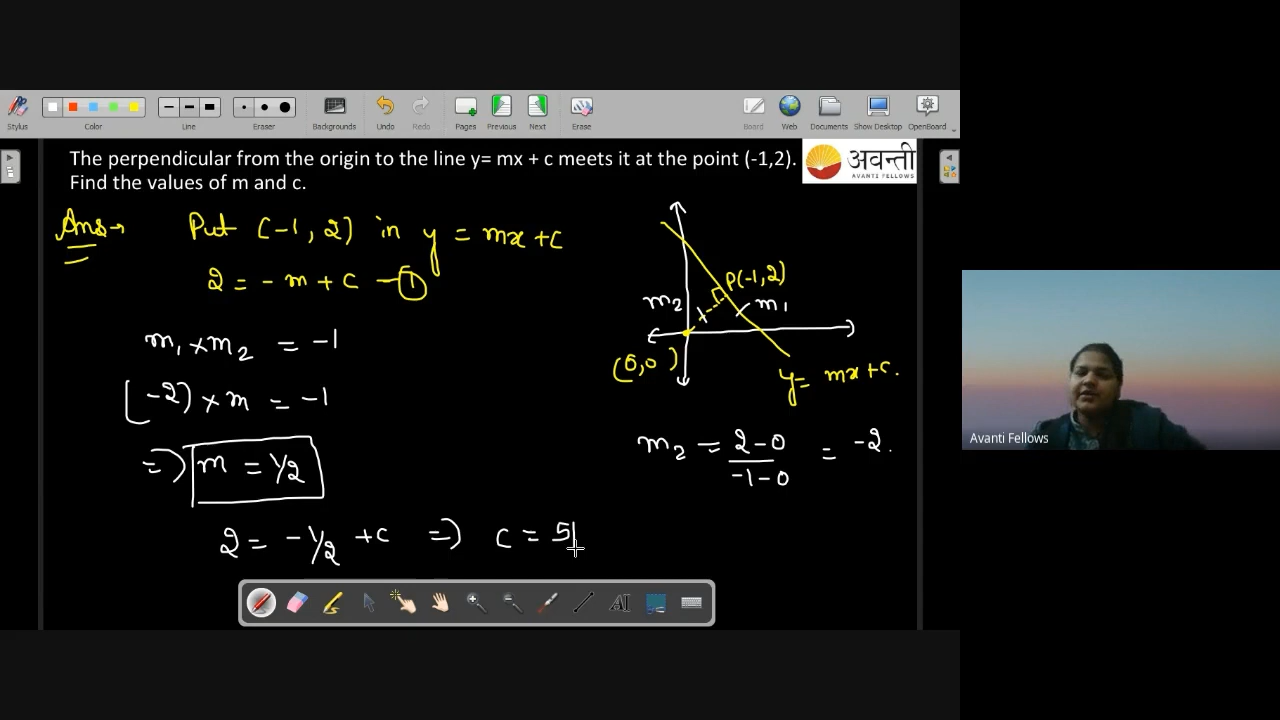 Stylus
Color
Line
Eraser
Backgrounds
Undo
Redo
Pages
Previous
Next
Erase
Board
Web
Documents
Show Desktop
OpenBoard
The perpendicular from the origin to the line y= mx + c meets it at the point (-1,2).
Find the values of m and c.
अवन्ती
AVANTI FELLOWS
Ans→ Put (-1, 2) in y = mx + c
2 = - m + c - ①
m₁ × m₂ = -1
(-2) × m = -1
=> m = 1/2
2 = - 1/2 + c => c = 5
P(-1,2)
m₂
m₁
(0,0)
y= mx+c.
m₂ = 2-0/-1-0 = -2.
AI
Avanti Fellows